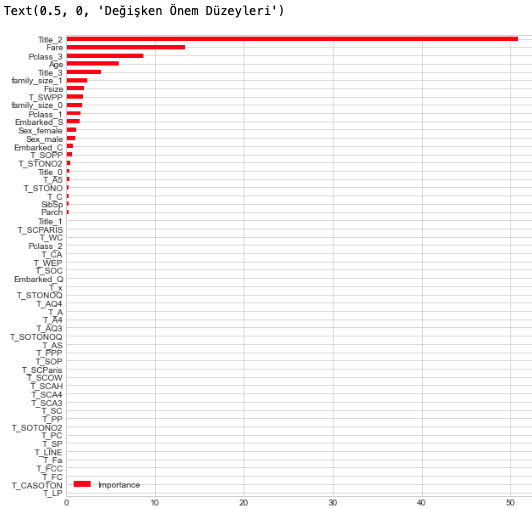 Text(0.5, 0, 'Değişken Önem Düzeyleri')
Title_2
Fare
Pclass_3
Age
Title_3
family_size_1
Fsize
T_SWPP
family_size_0
Pclass_1
Embarked_S
Sex_female
Sex_male
Embarked_C
T_SOPP
T_STONO2
Title_0
T_A5
T_STONO
T_C
SibSp
Parch
Title_1
T_SCPARIS
T_WC
Pclass_2
T_CA
T_WEP
T_SOC
Embarked_Q
T_x
T_STONOQ
T_AQ4
T_A
T_A4
T_AQ3
T_SOTONOQ
T_AS
T_PPP
T_SOP
T_SCParis
T_SCOW
T_SCAH
T_SCA4
T_SCA3
T_SC
T_PP
T_SOTONO2
T_PC
T_SP
T_LINE
T_Fa
T_FCC
T_FC
T_CASOTON
T_LP
Importance
0 10 20 30 40 50